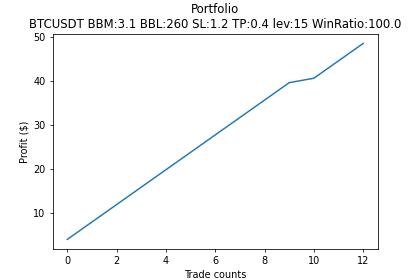 Portfolio
BTCUSDT BBM:3.1 BBL:260 SL:1.2 TP:0.4 lev:15 WinRatio:100.0
50
40
30
20
10
Profit ($)
0 2 4 6 8 10 12
Trade counts